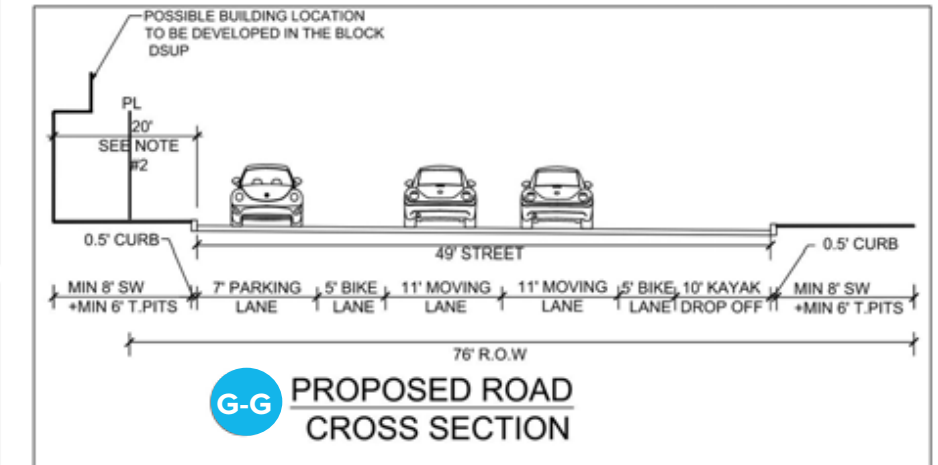 POSSIBLE BUILDING LOCATION
TO BE DEVELOPED IN THE BLOCK
DSUP
PL
20'
SEE NOTE
#2
0.5' CURB
49' STREET
0.5' CURB
MIN 8' SW
+MIN 6' T.PITS
7' PARKING
LANE
5' BIKE
LANE
11' MOVING
LANE
11' MOVING
LANE
5' BIKE
LANE
10' KAYAK
DROP OFF
MIN 8' SW
+MIN 6' T.PITS
76' R.O.W
G-G
PROPOSED ROAD
CROSS SECTION